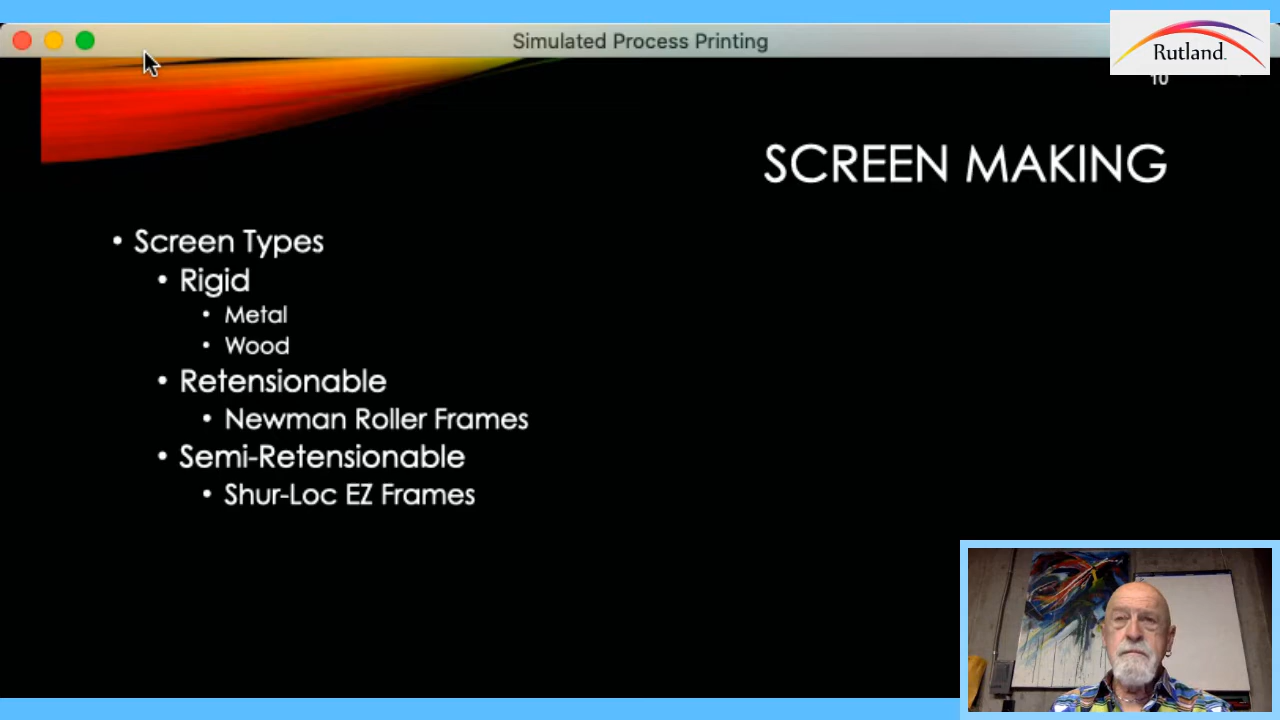 Simulated Process Printing
Rutland.
10
SCREEN MAKING
• Screen Types
• Rigid
• Metal
• Wood
• Retensionable
• Newman Roller Frames
• Semi-Retensionable
• Shur-Loc EZ Frames